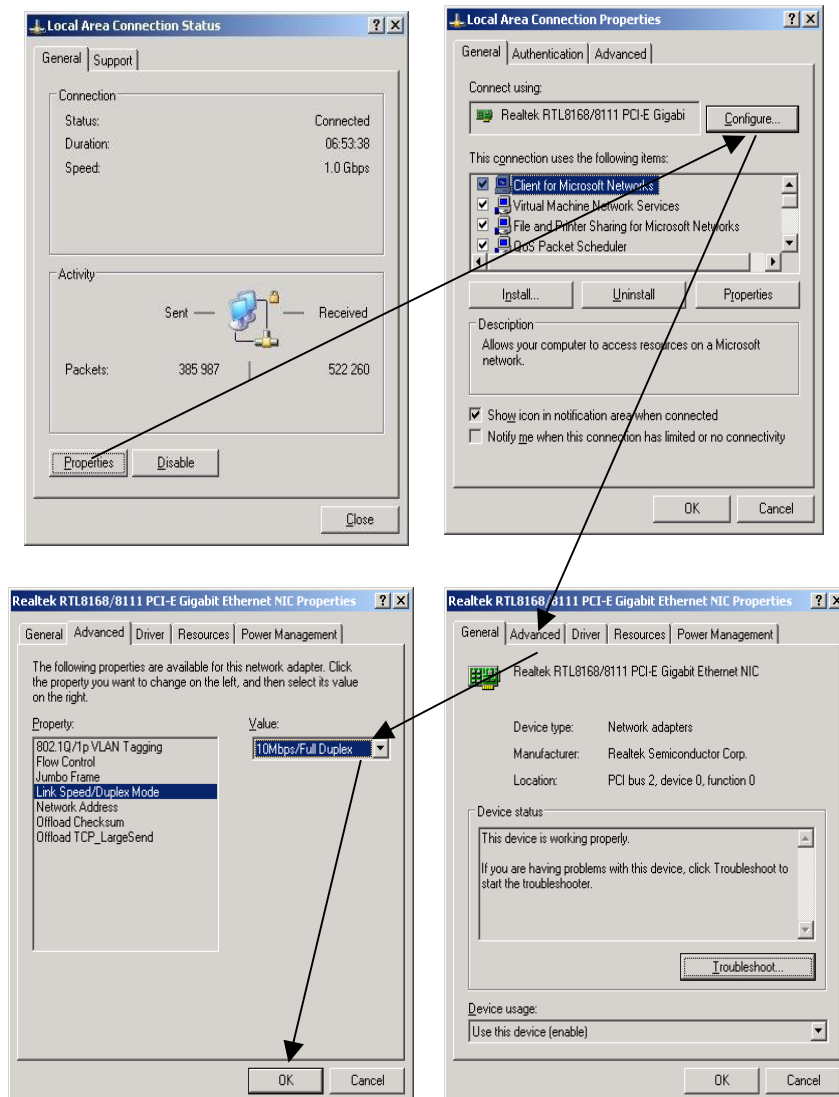 Local Area Connection Status
General Support
Connection
Status: Connected
Duration: 06:53:38
Speed: 1.0 Gbps
Activity
Sent — — Received
Packets: 385 987 522 260
Properties Disable
Close
Local Area Connection Properties
General Authentication Advanced
Connect using:
Realtek RTL8168/8111 PCI-E Gigabi Configure...
This connection uses the following items:
Client for Microsoft Networks
Virtual Machine Network Services
File and Printer Sharing for Microsoft Networks
QoS Packet Scheduler
Install... Uninstall Properties
Description
Allows your computer to access resources on a Microsoft
network.
Show icon in notification area when connected
Notify me when this connection has limited or no connectivity
OK Cancel
Realtek RTL8168/8111 PCI-E Gigabit Ethernet NIC Properties
General Advanced Driver Resources Power Management
The following properties are available for this network adapter. Click
the property you want to change on the left, and then select its value
on the right.
Property: Value:
802.1Q/1p VLAN Tagging 10Mbps/Full Duplex
Flow Control
Jumbo Frame
Link Speed/Duplex Mode
Network Address
Offload Checksum
Offload TCP_LargeSend
OK Cancel
Realtek RTL8168/8111 PCI-E Gigabit Ethernet NIC Properties
General Advanced Driver Resources Power Management
Realtek RTL8168/8111 PCI-E Gigabit Ethernet NIC
Device type: Network adapters
Manufacturer: Realtek Semiconductor Corp.
Location: PCI bus 2, device 0, function 0
Device status
This device is working properly.
If you are having problems with this device, click Troubleshoot to
start the troubleshooter.
Troubleshoot...
Device usage:
Use this device (enable)
OK Cancel